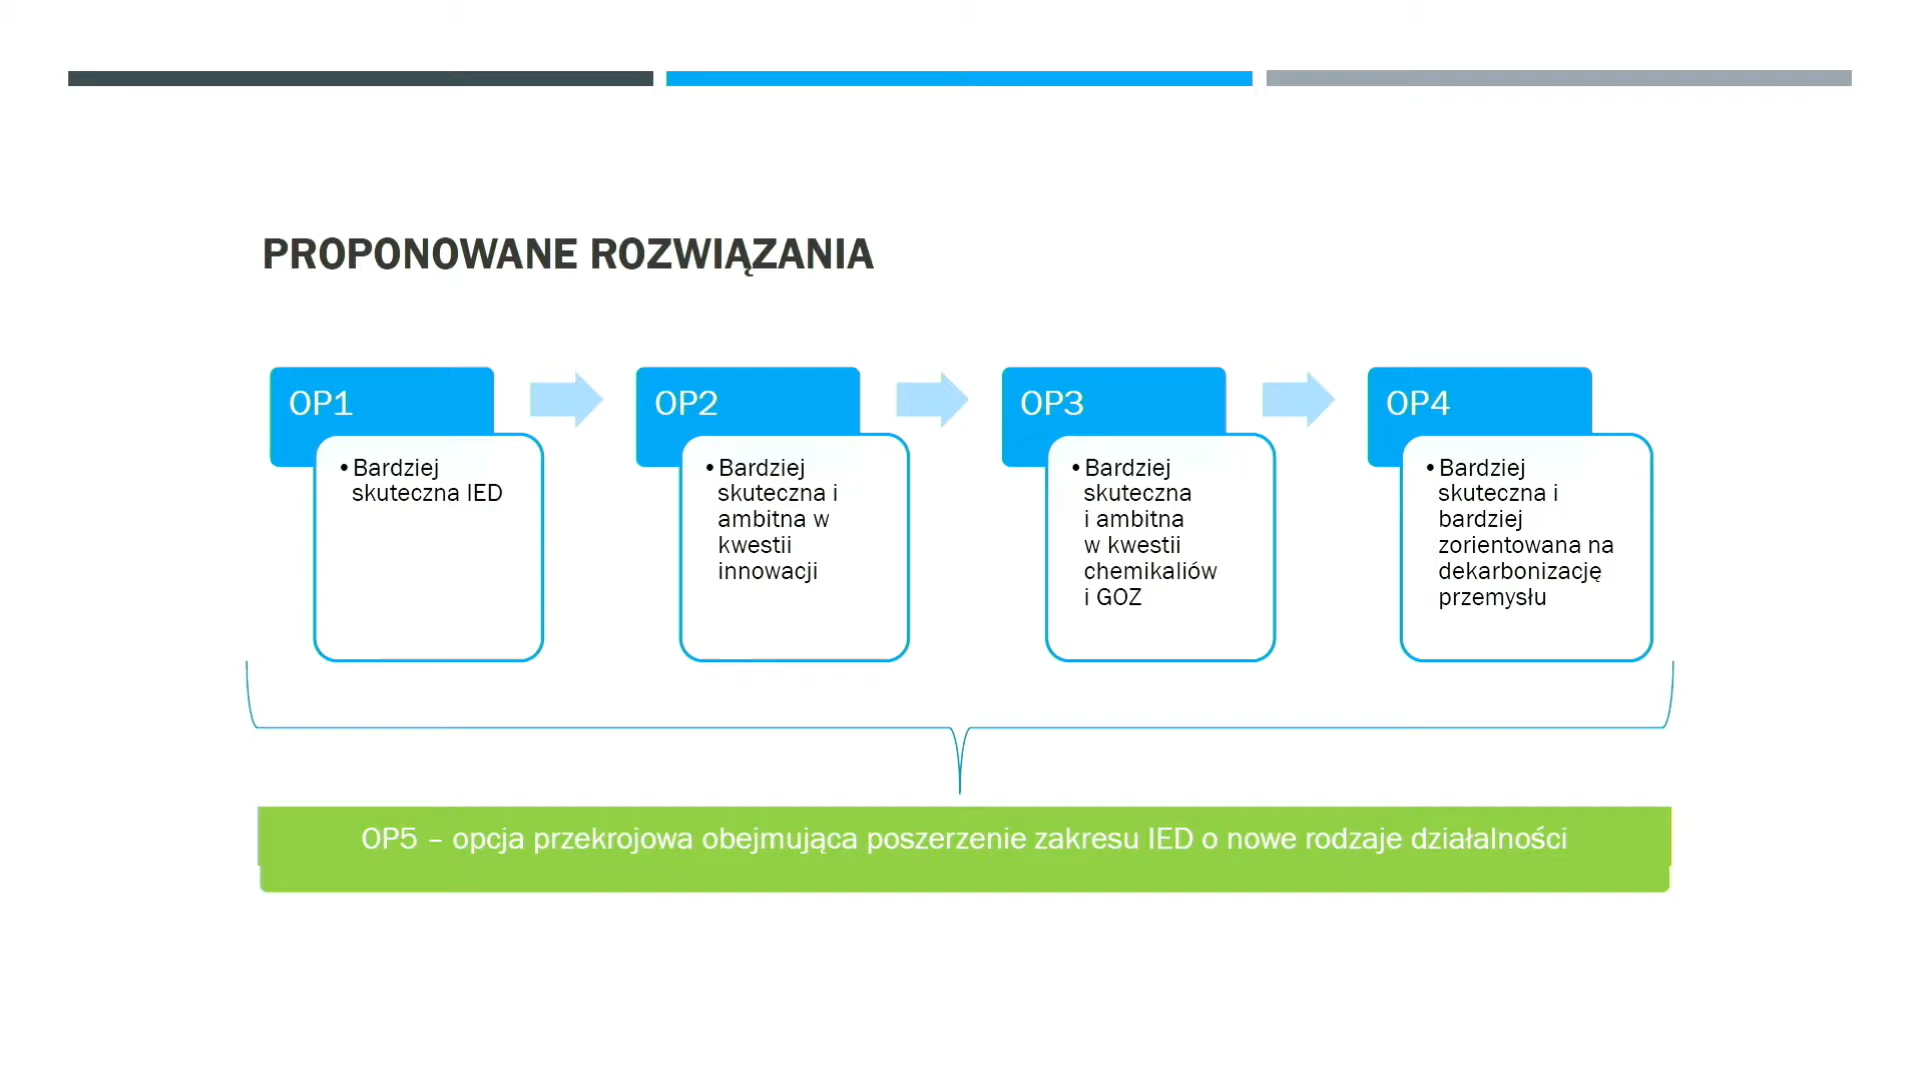 PROPONOWANE ROZWIĄZANIA
OP1
•Bardziej
skuteczna IED
OP2
•Bardziej
skuteczna i
ambitna w
kwestii
innowacji
OP3
•Bardziej
skuteczna
i ambitna
w kwestii
chemikaliów
i GOZ
OP4
•Bardziej
skuteczna i
bardziej
zorientowana na
dekarbonizację
przemysłu
OP5 – opcja przekrojowa obejmująca poszerzenie zakresu IED o nowe rodzaje działalności